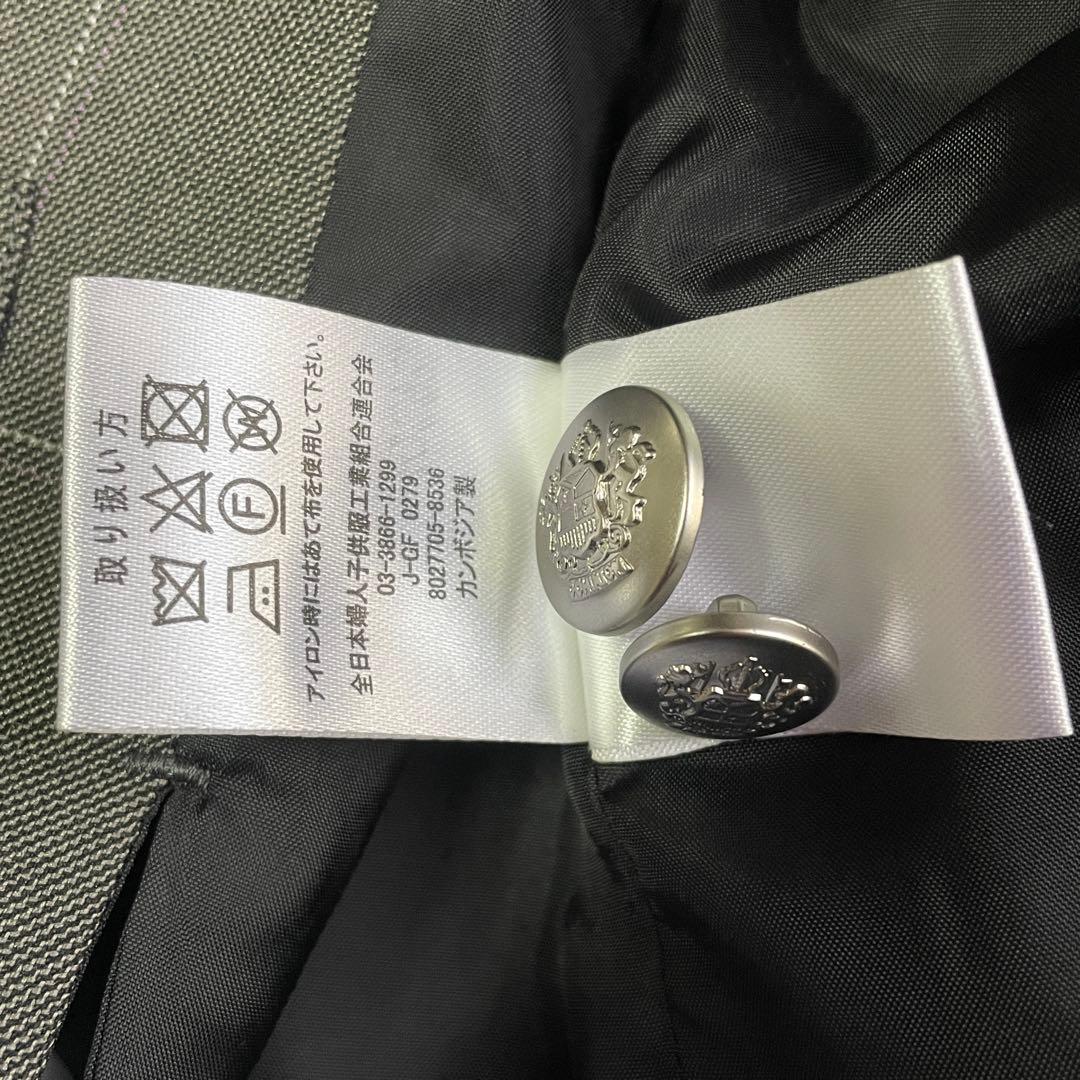 取り扱い方
W
F
アイロン時にはあて布を使用して下さい。
全日本婦人子供服工業組合連合会
03-3866-1299
J-GF 0279
8027705-8536
カンボジア製